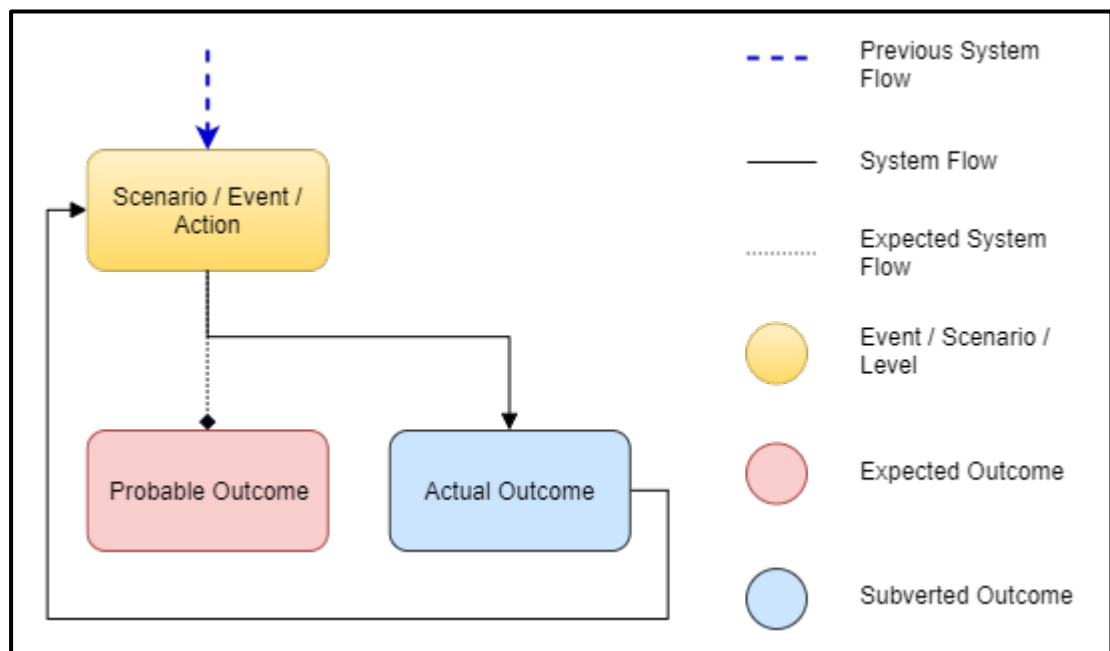 Scenario / Event /
Action
Probable Outcome
Actual Outcome
Previous System
Flow
System Flow
Expected System
Flow
Event / Scenario /
Level
Expected Outcome
Subverted Outcome